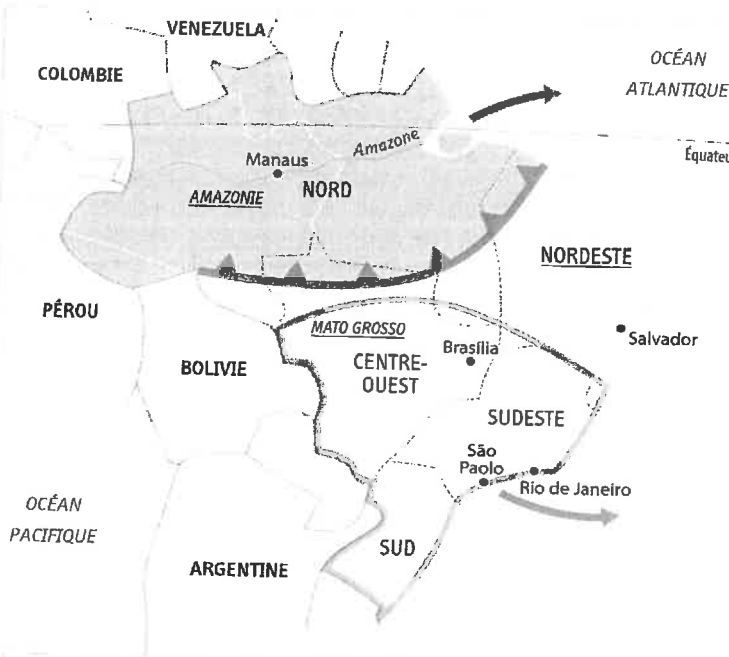 VENEZUELA
COLOMBIE
OCÉAN
ATLANTIQUE
Équateu
Amazone
Manaus
AMAZONIE
NORD
NORDESTE
PÉROU
MATO GROSSO
Salvador
Brasília
BOLIVIE
CENTRE-
OUEST
SUDESTE
São
Paolo
Rio de Janeiro
OCÉAN
PACIFIQUE
SUD
ARGENTINE